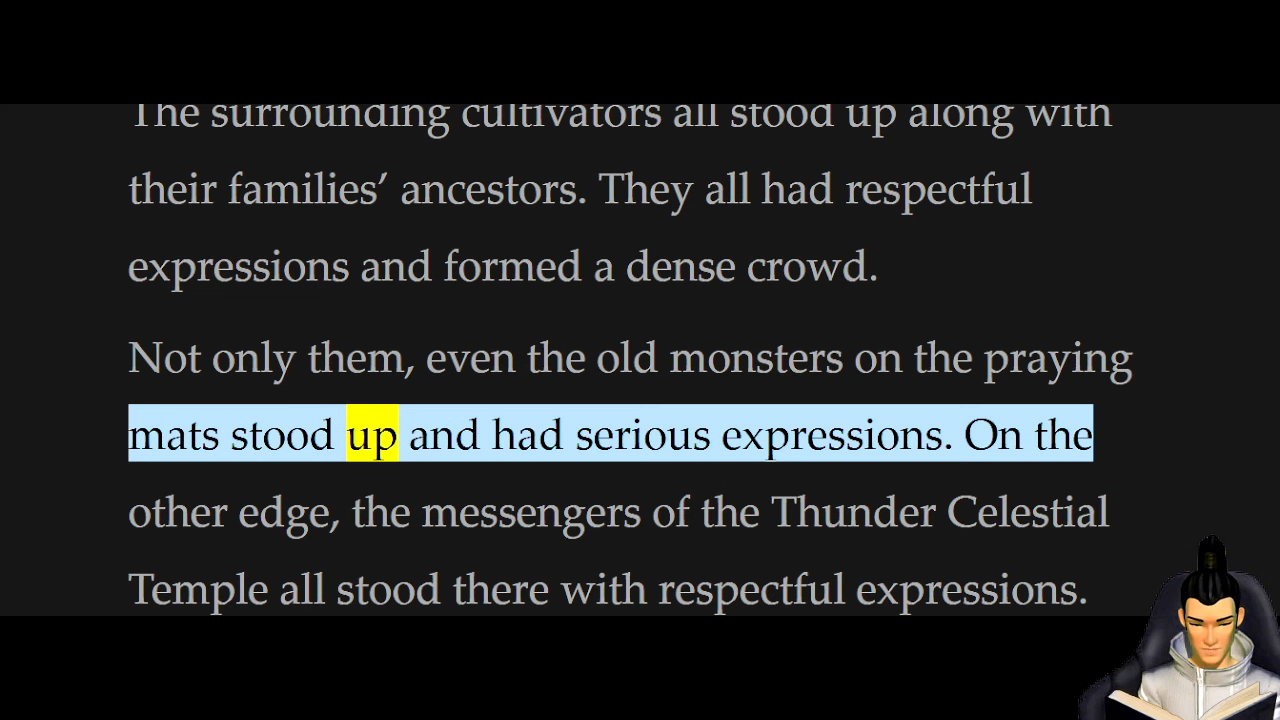 The surrounding cultivators all stood up along with
their families’ ancestors. They all had respectful
expressions and formed a dense crowd.
Not only them, even the old monsters on the praying
mats stood up and had serious expressions. On the
other edge, the messengers of the Thunder Celestial
Temple all stood there with respectful expressions.